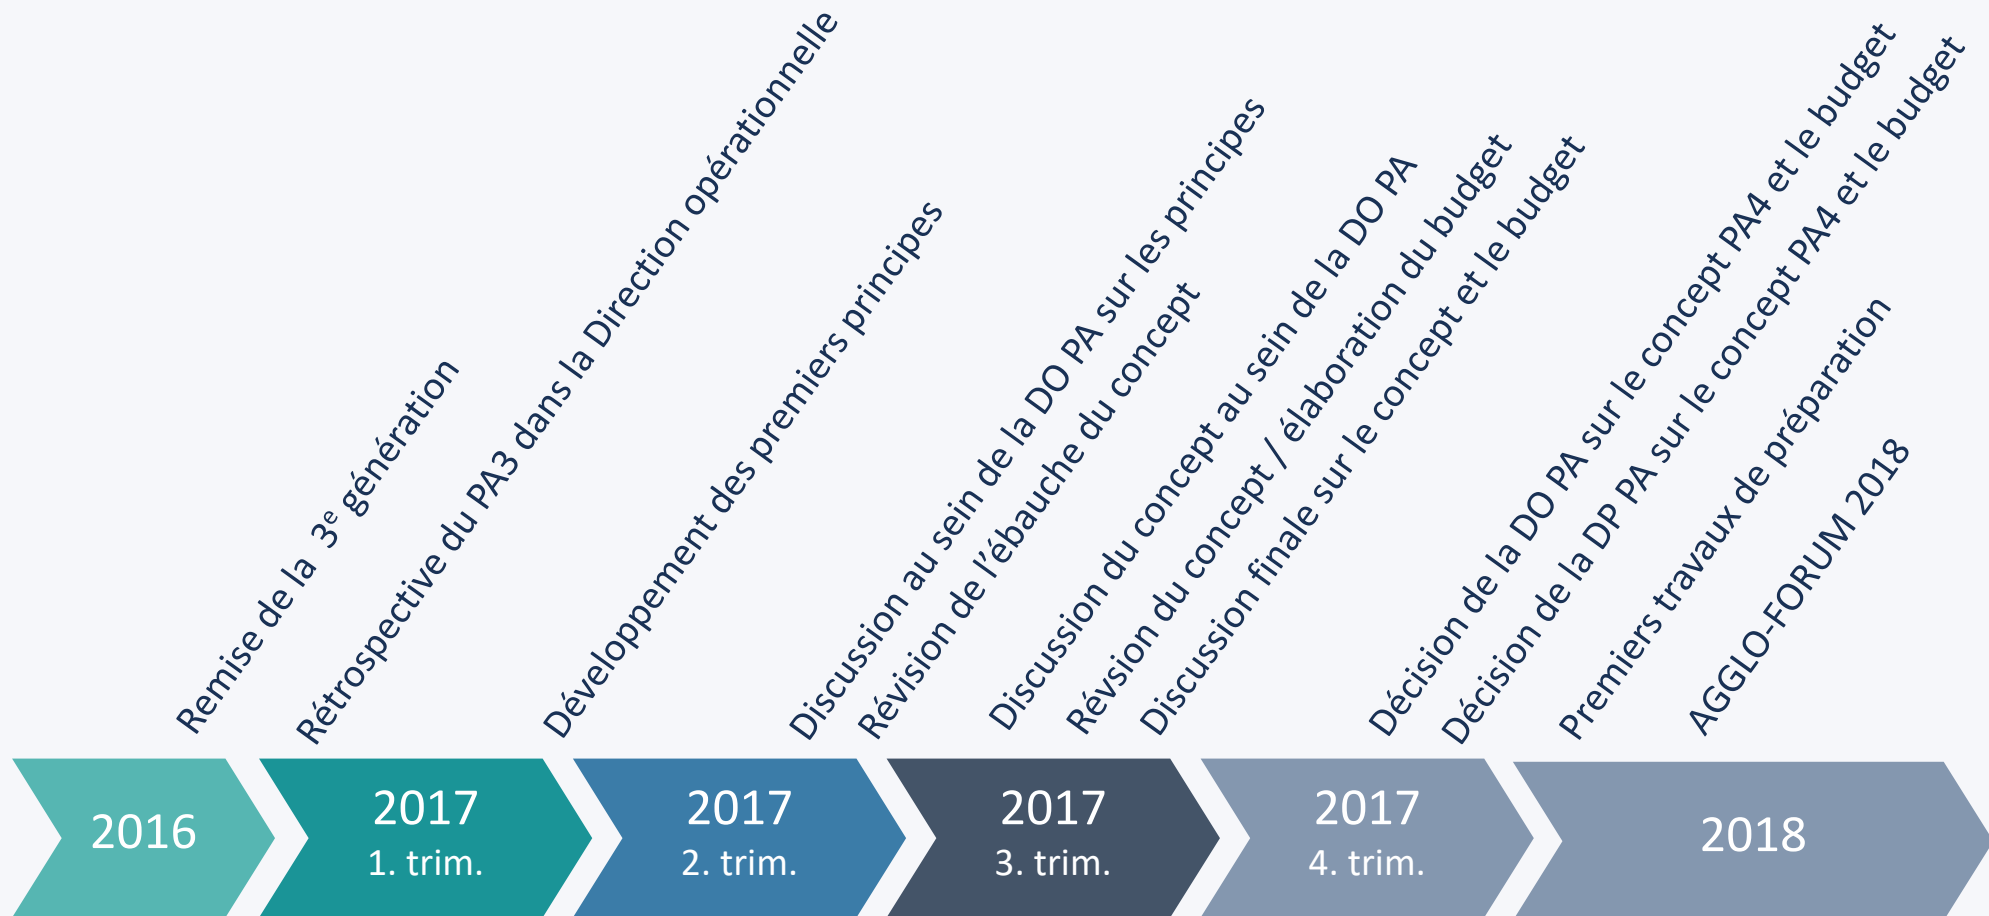 Remise de la 3e génération
Rétrospective du PA3 dans la Direction opérationnelle
Développement des premiers principes
Discussion au sein de la DO PA sur les principes
Révision de l'ébauche du concept
Discussion du concept au sein de la DO PA
Révsion du concept / élaboration du budget
Discussion finale sur le concept et le budget
Décision de la DO PA sur le concept PA4 et le budget
Décision de la DP PA sur le concept PA4 et le budget
Premiers travaux de préparation
AGGLO-FORUM 2018
2016
2017
1. trim.
2017
2. trim.
2017
3. trim.
2017
4. trim.
2018